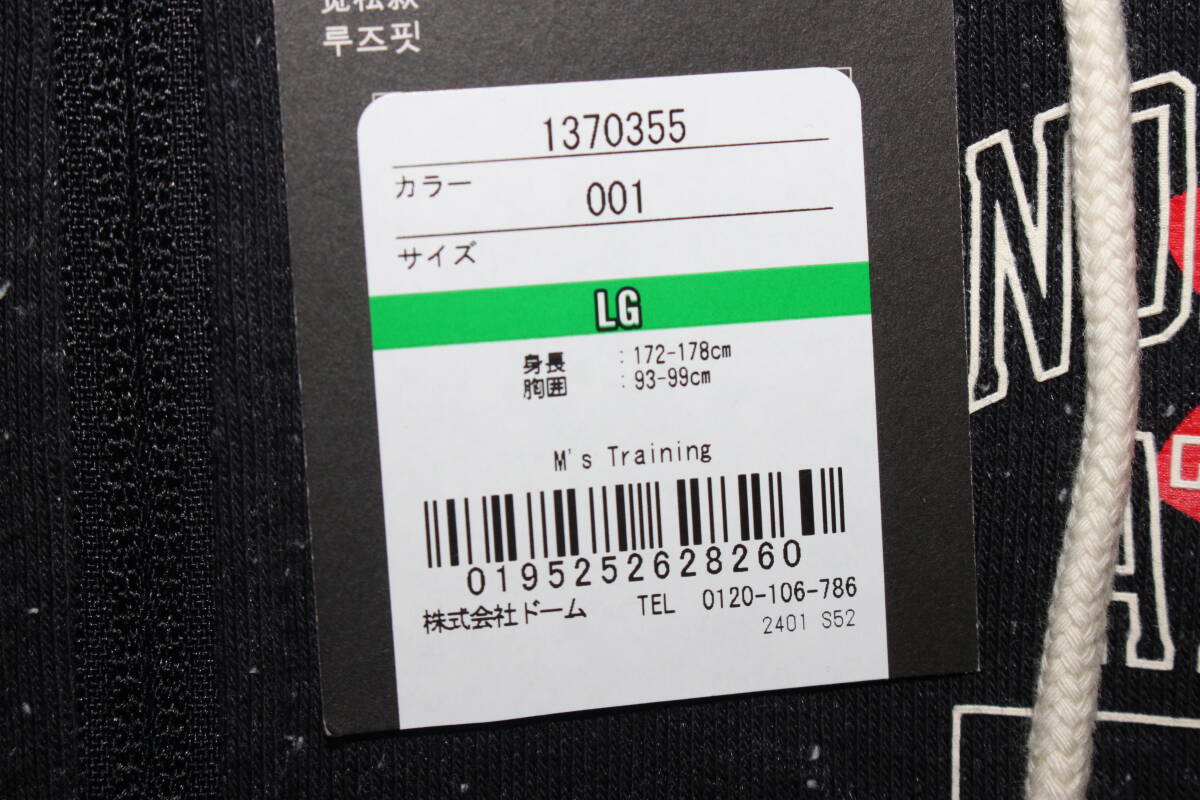 宽松款
루즈핏
1370355
カラー
001
サイズ
LG
身長 : 172-178cm
胸囲 : 93-99cm
M's Training
0195252628260
株式会社ドーム TEL 0120-106-786
2401 S52
ND